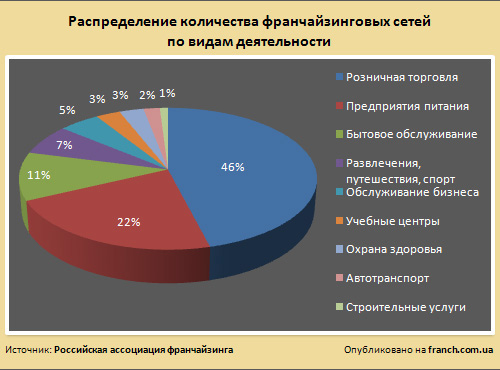 Распределение количества франчайзинговых сетей
по видам деятельности
1%
2%
3%
3%
5%
7%
11%
22%
46%
Розничная торговля
Предприятия питания
Бытовое обслуживание
Развлечения,
путешествия, спорт
Обслуживание бизнеса
Учебные центры
Охрана здоровья
Автотранспорт
Строительные услуги
Источник: Российская ассоциация франчайзинга
Опубликовано на franch.com.ua